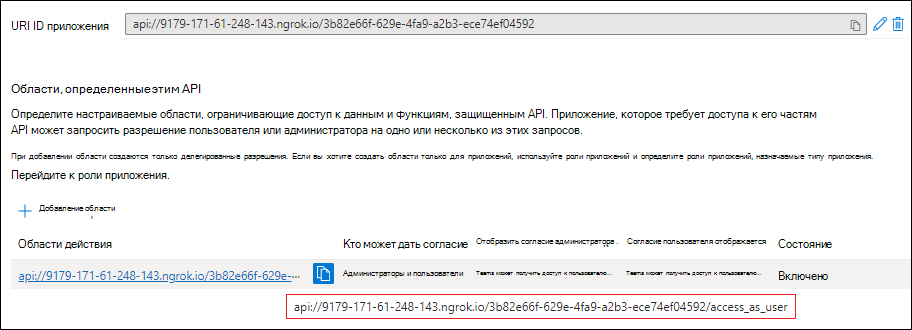 URI ID приложения api://9179-171-61-248-143.ngrok.io/3b82e66f-629e-4fa9-a2b3-ece74ef04592
Области, определенныеэтим API
Определите настраиваемые области, ограничивающие доступ к данным и функциям, защищенным API. Приложение, которое требует доступа к его частям
API может запросить разрешение пользователя или администратора на одно или несколько из этих запросов.
При добавлении области создаются только делегированные разрешения. Если вы хотите создать области только для приложений, используйте роли приложений и определите роли приложений, назначаемые типу приложения.
Перейдите к роли приложения.
Добавление области
Области действия Кто может дать согласие Отобразить согласие администратора . Согласие пользователя отображается Состояние
api://9179-171-61-248-143.ngrok.io/3b82e66f-629e-··· Администраторы и пользователи Teams может получить доступ к пользователю... Teams может получить доступ к пользователю... Включено
api://9179-171-61-248-143.ngrok.io/3b82e66f-629e-4fa9-a2b3-ece74ef04592/access_as_user